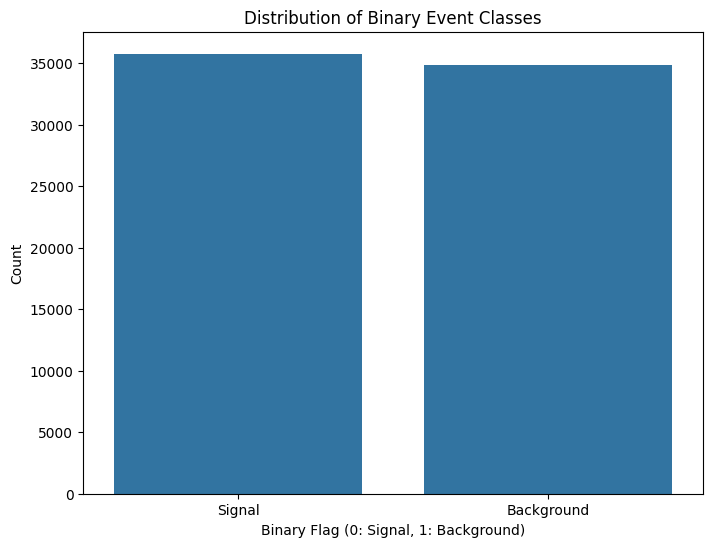 Distribution of Binary Event Classes
35000
30000
25000
20000
15000
10000
5000
0
Count
Signal
Background
Binary Flag (0: Signal, 1: Background)